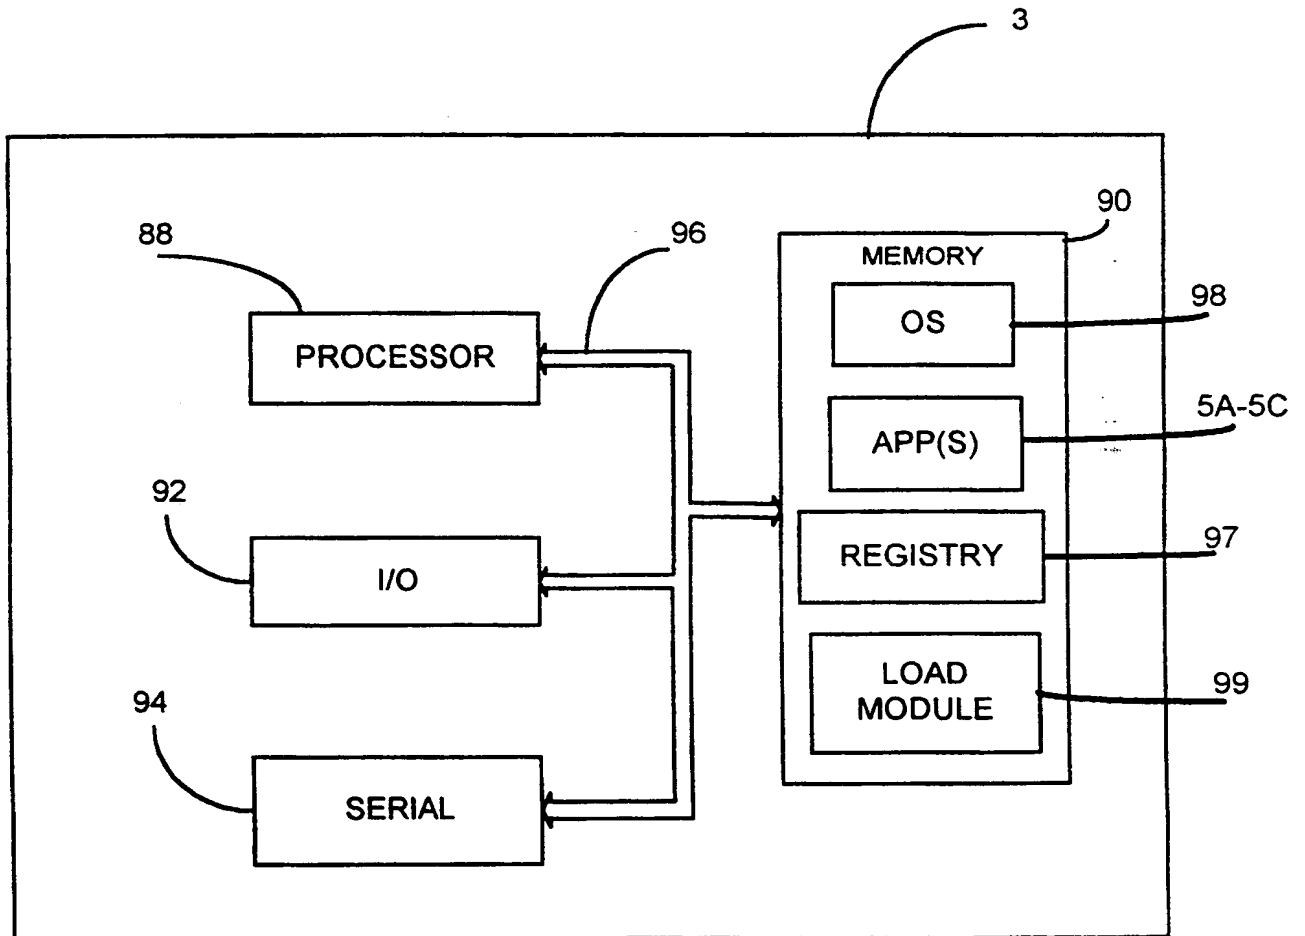 3
90
88
96
MEMORY
98
OS
PROCESSOR
5A-5C
APP(S)
92
97
REGISTRY
I/O
99
LOAD
MODULE
94
SERIAL